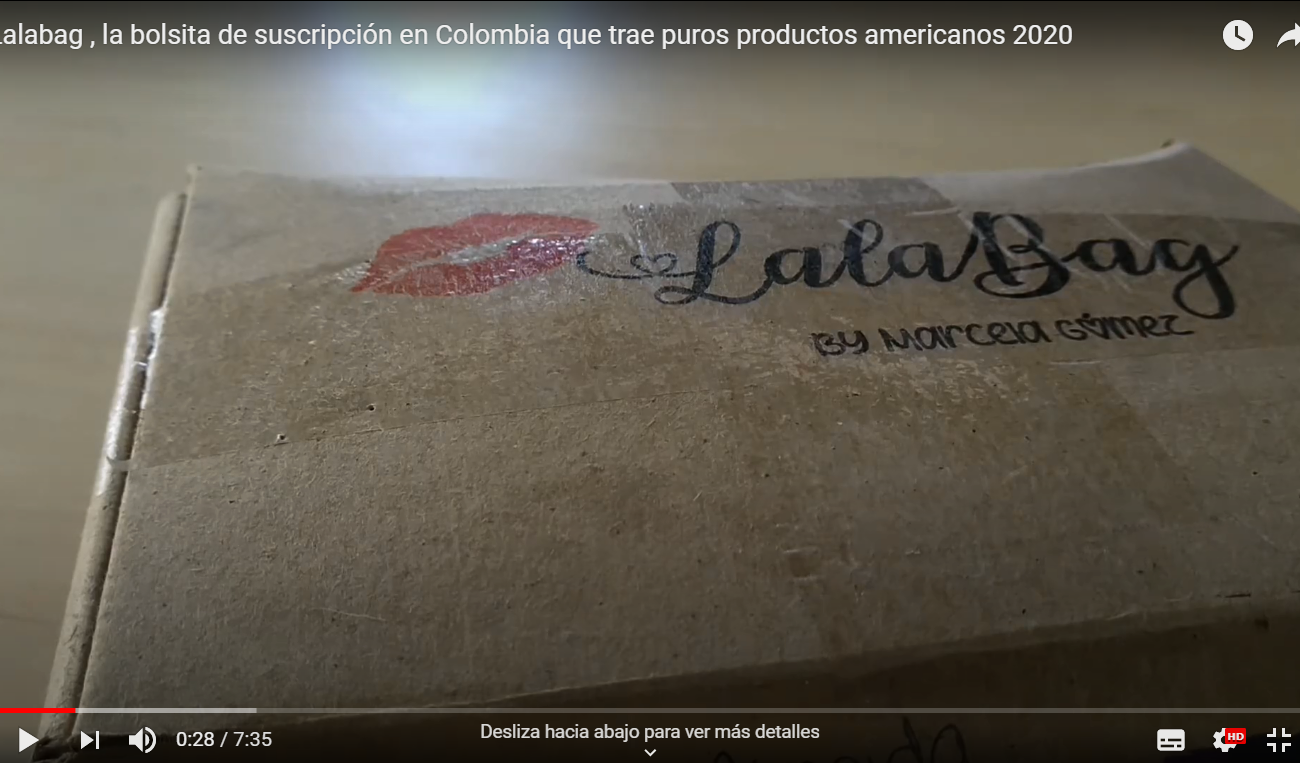 Lalabag , la bolsita de suscripción en Colombia que trae puros productos americanos 2020
LalaBag
By Marcela Gómez
0:28 / 7:35
Desliza hacia abajo para ver más detalles
HD